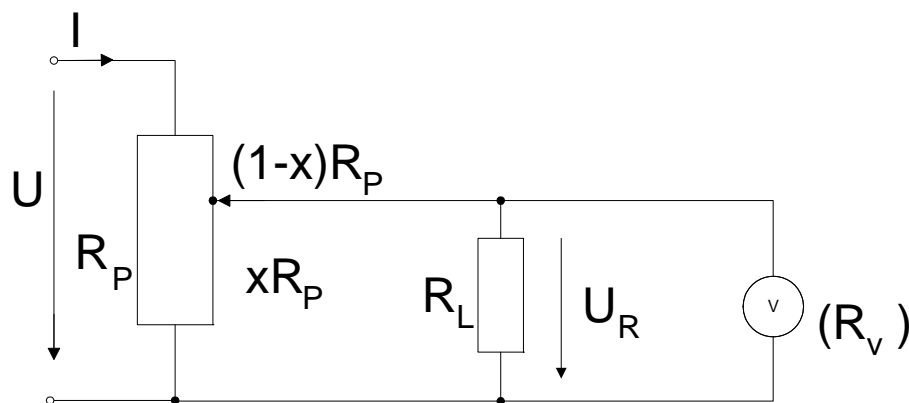 I
(1-x)R_P
U
R_P
xR_P
R_L
U_R
V
(R_v )